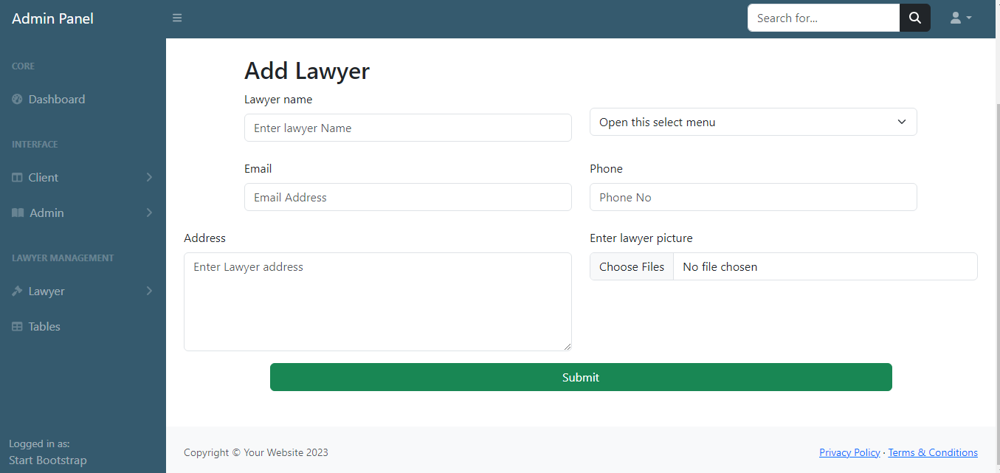 Admin Panel
Search for...
CORE
Dashboard
INTERFACE
Client
Admin
LAWYER MANAGEMENT
Lawyer
Tables
Logged in as:
Start Bootstrap
Add Lawyer
Lawyer name
Enter lawyer Name
Open this select menu
Email
Phone
Email Address
Phone No
Address
Enter lawyer picture
Enter Lawyer address
Choose Files No file chosen
Submit
Copyright © Your Website 2023
Privacy Policy · Terms & Conditions